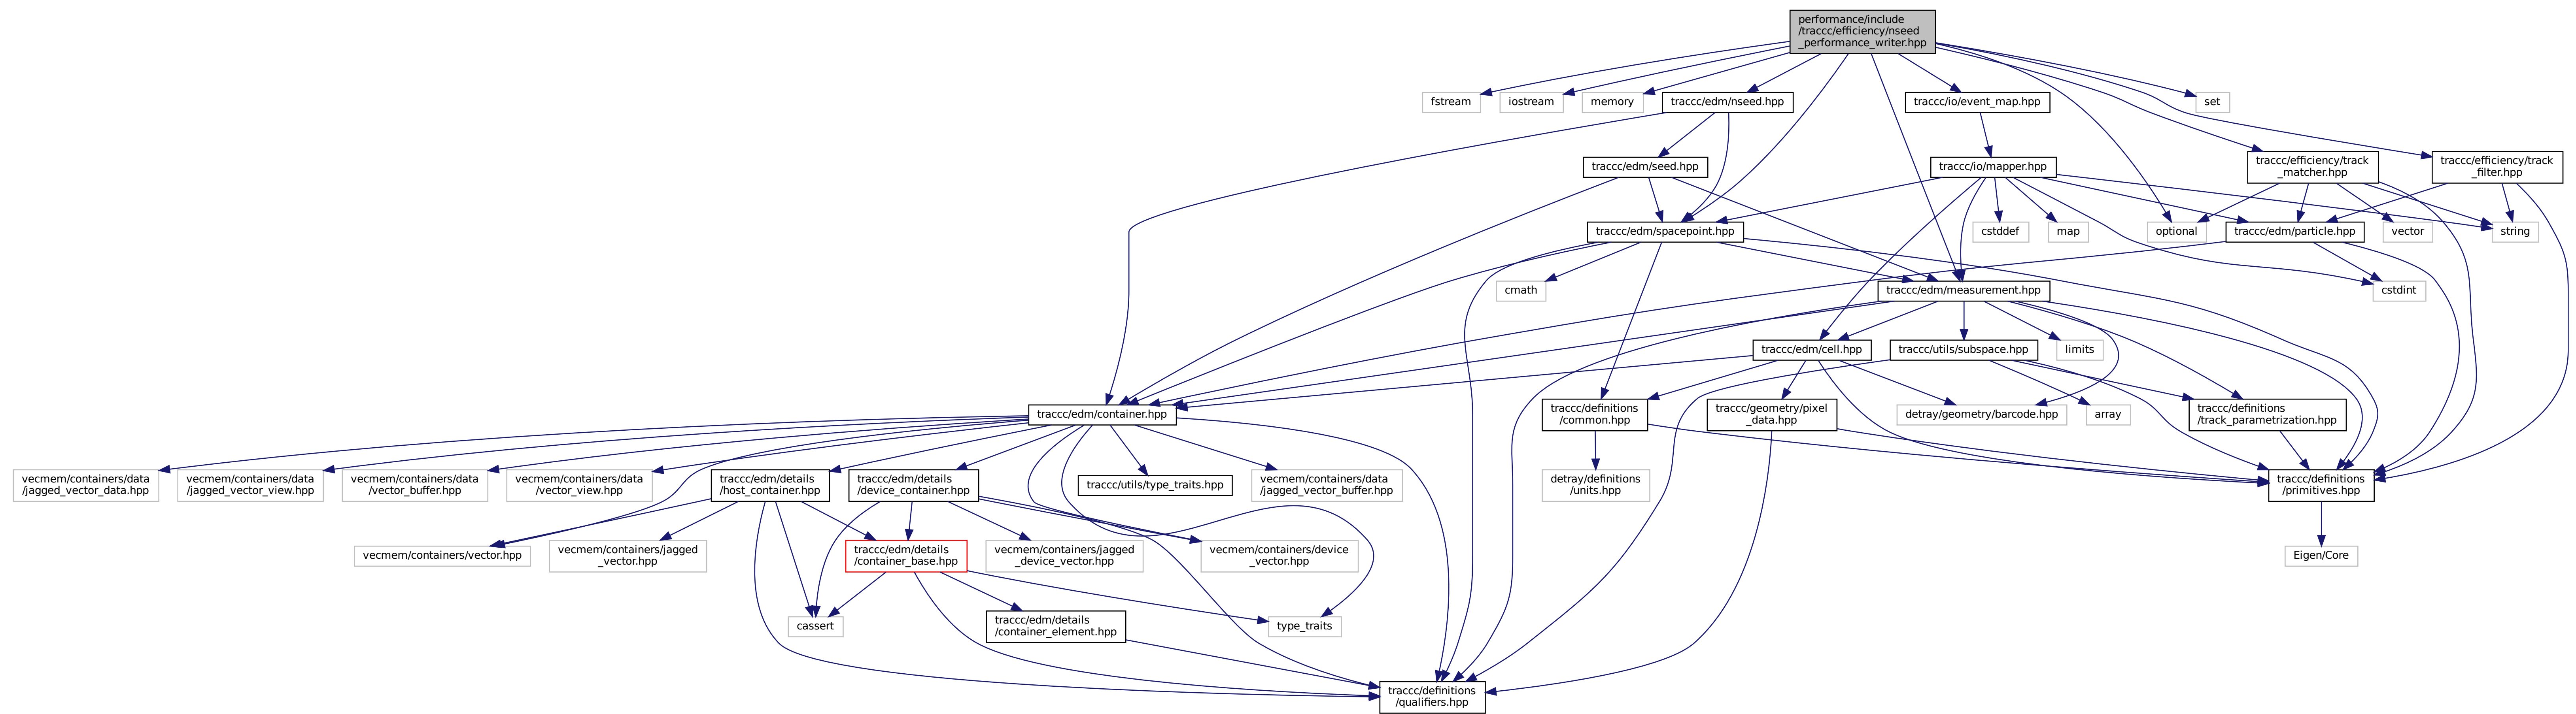 performance/include
/traccc/efficiency/nseed
_performance_writer.hpp
fstream
iostream
memory
traccc/edm/nseed.hpp
traccc/io/event_map.hpp
set
traccc/edm/seed.hpp
traccc/io/mapper.hpp
traccc/efficiency/track
_matcher.hpp
traccc/efficiency/track
_filter.hpp
traccc/edm/spacepoint.hpp
cstddef
map
optional
traccc/edm/particle.hpp
vector
string
cmath
traccc/edm/measurement.hpp
cstdint
traccc/edm/cell.hpp
traccc/utils/subspace.hpp
limits
traccc/edm/container.hpp
traccc/definitions
/common.hpp
traccc/geometry/pixel
_data.hpp
detray/geometry/barcode.hpp
array
traccc/definitions
/track_parametrization.hpp
vecmem/containers/data
/jagged_vector_data.hpp
vecmem/containers/data
/jagged_vector_view.hpp
vecmem/containers/data
/vector_buffer.hpp
vecmem/containers/data
/vector_view.hpp
traccc/edm/details
/host_container.hpp
traccc/edm/details
/device_container.hpp
traccc/utils/type_traits.hpp
vecmem/containers/data
/jagged_vector_buffer.hpp
detray/definitions
/units.hpp
traccc/definitions
/primitives.hpp
vecmem/containers/vector.hpp
vecmem/containers/jagged
_vector.hpp
traccc/edm/details
/container_base.hpp
vecmem/containers/jagged
_device_vector.hpp
vecmem/containers/device
_vector.hpp
Eigen/Core
cassert
traccc/edm/details
/container_element.hpp
type_traits
traccc/definitions
/qualifiers.hpp